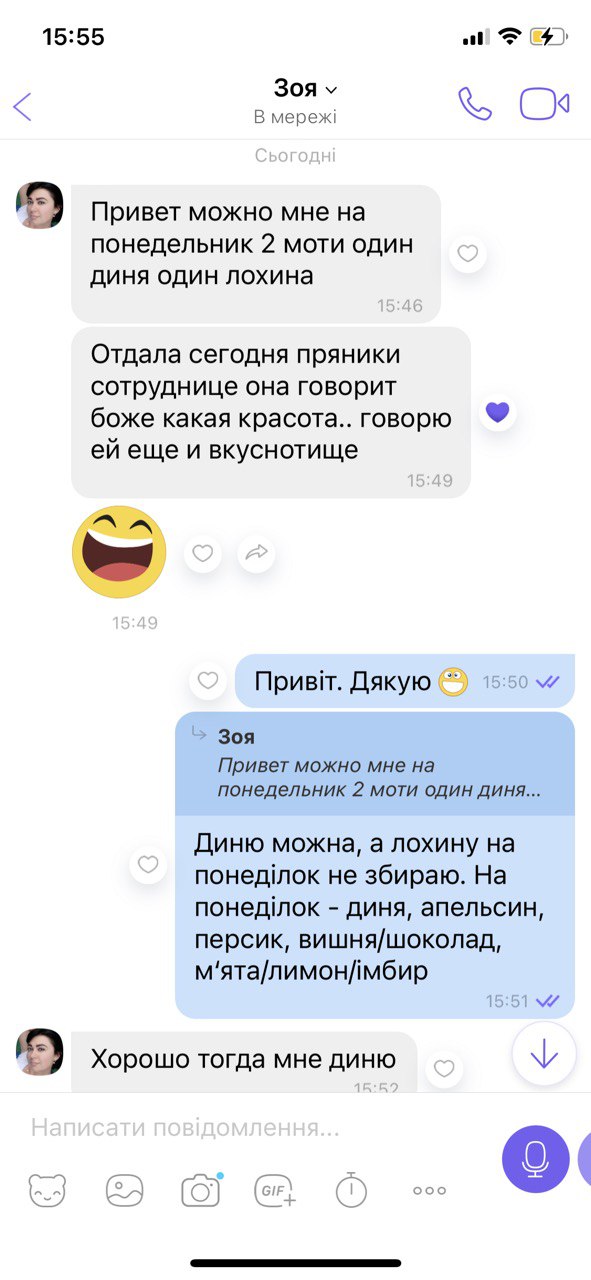 15:55
Зоя
В мережі
Сьогодні
Привет можно мне на
понедельник 2 моти один
диня один лохина
15:46
Отдала сегодня пряники
сотруднице она говорит
боже какая красота.. говорю
ей еще и вкуснотище
15:49
15:49
Привіт. Дякую
15:50
Зоя
Привет можно мне на
понедельник 2 моти один диня...
Диню можна, а лохину на
понеділок не збираю. На
понеділок - диня, апельсин,
персик, вишня/шоколад,
м‘ята/лимон/імбир
15:51
Хорошо тогда мне диню
15:52
Написати повідомлення...
GIF